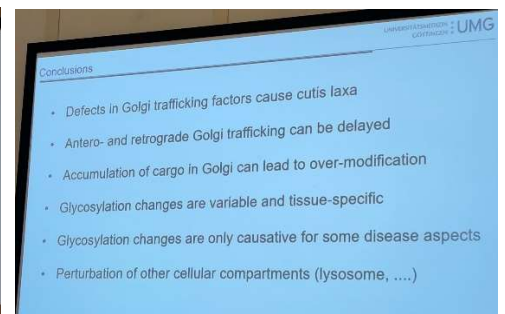 UNIVERSITÄTSMEDIZIN
GÖTTINGEN : UMG
Conclusions
• Defects in Golgi trafficking factors cause cutis laxa
• Antero- and retrograde Golgi trafficking can be delayed
• Accumulation of cargo in Golgi can lead to over-modification
• Glycosylation changes are variable and tissue-specific
• Glycosylation changes are only causative for some disease aspects
• Perturbation of other cellular compartments (lysosome, ....)